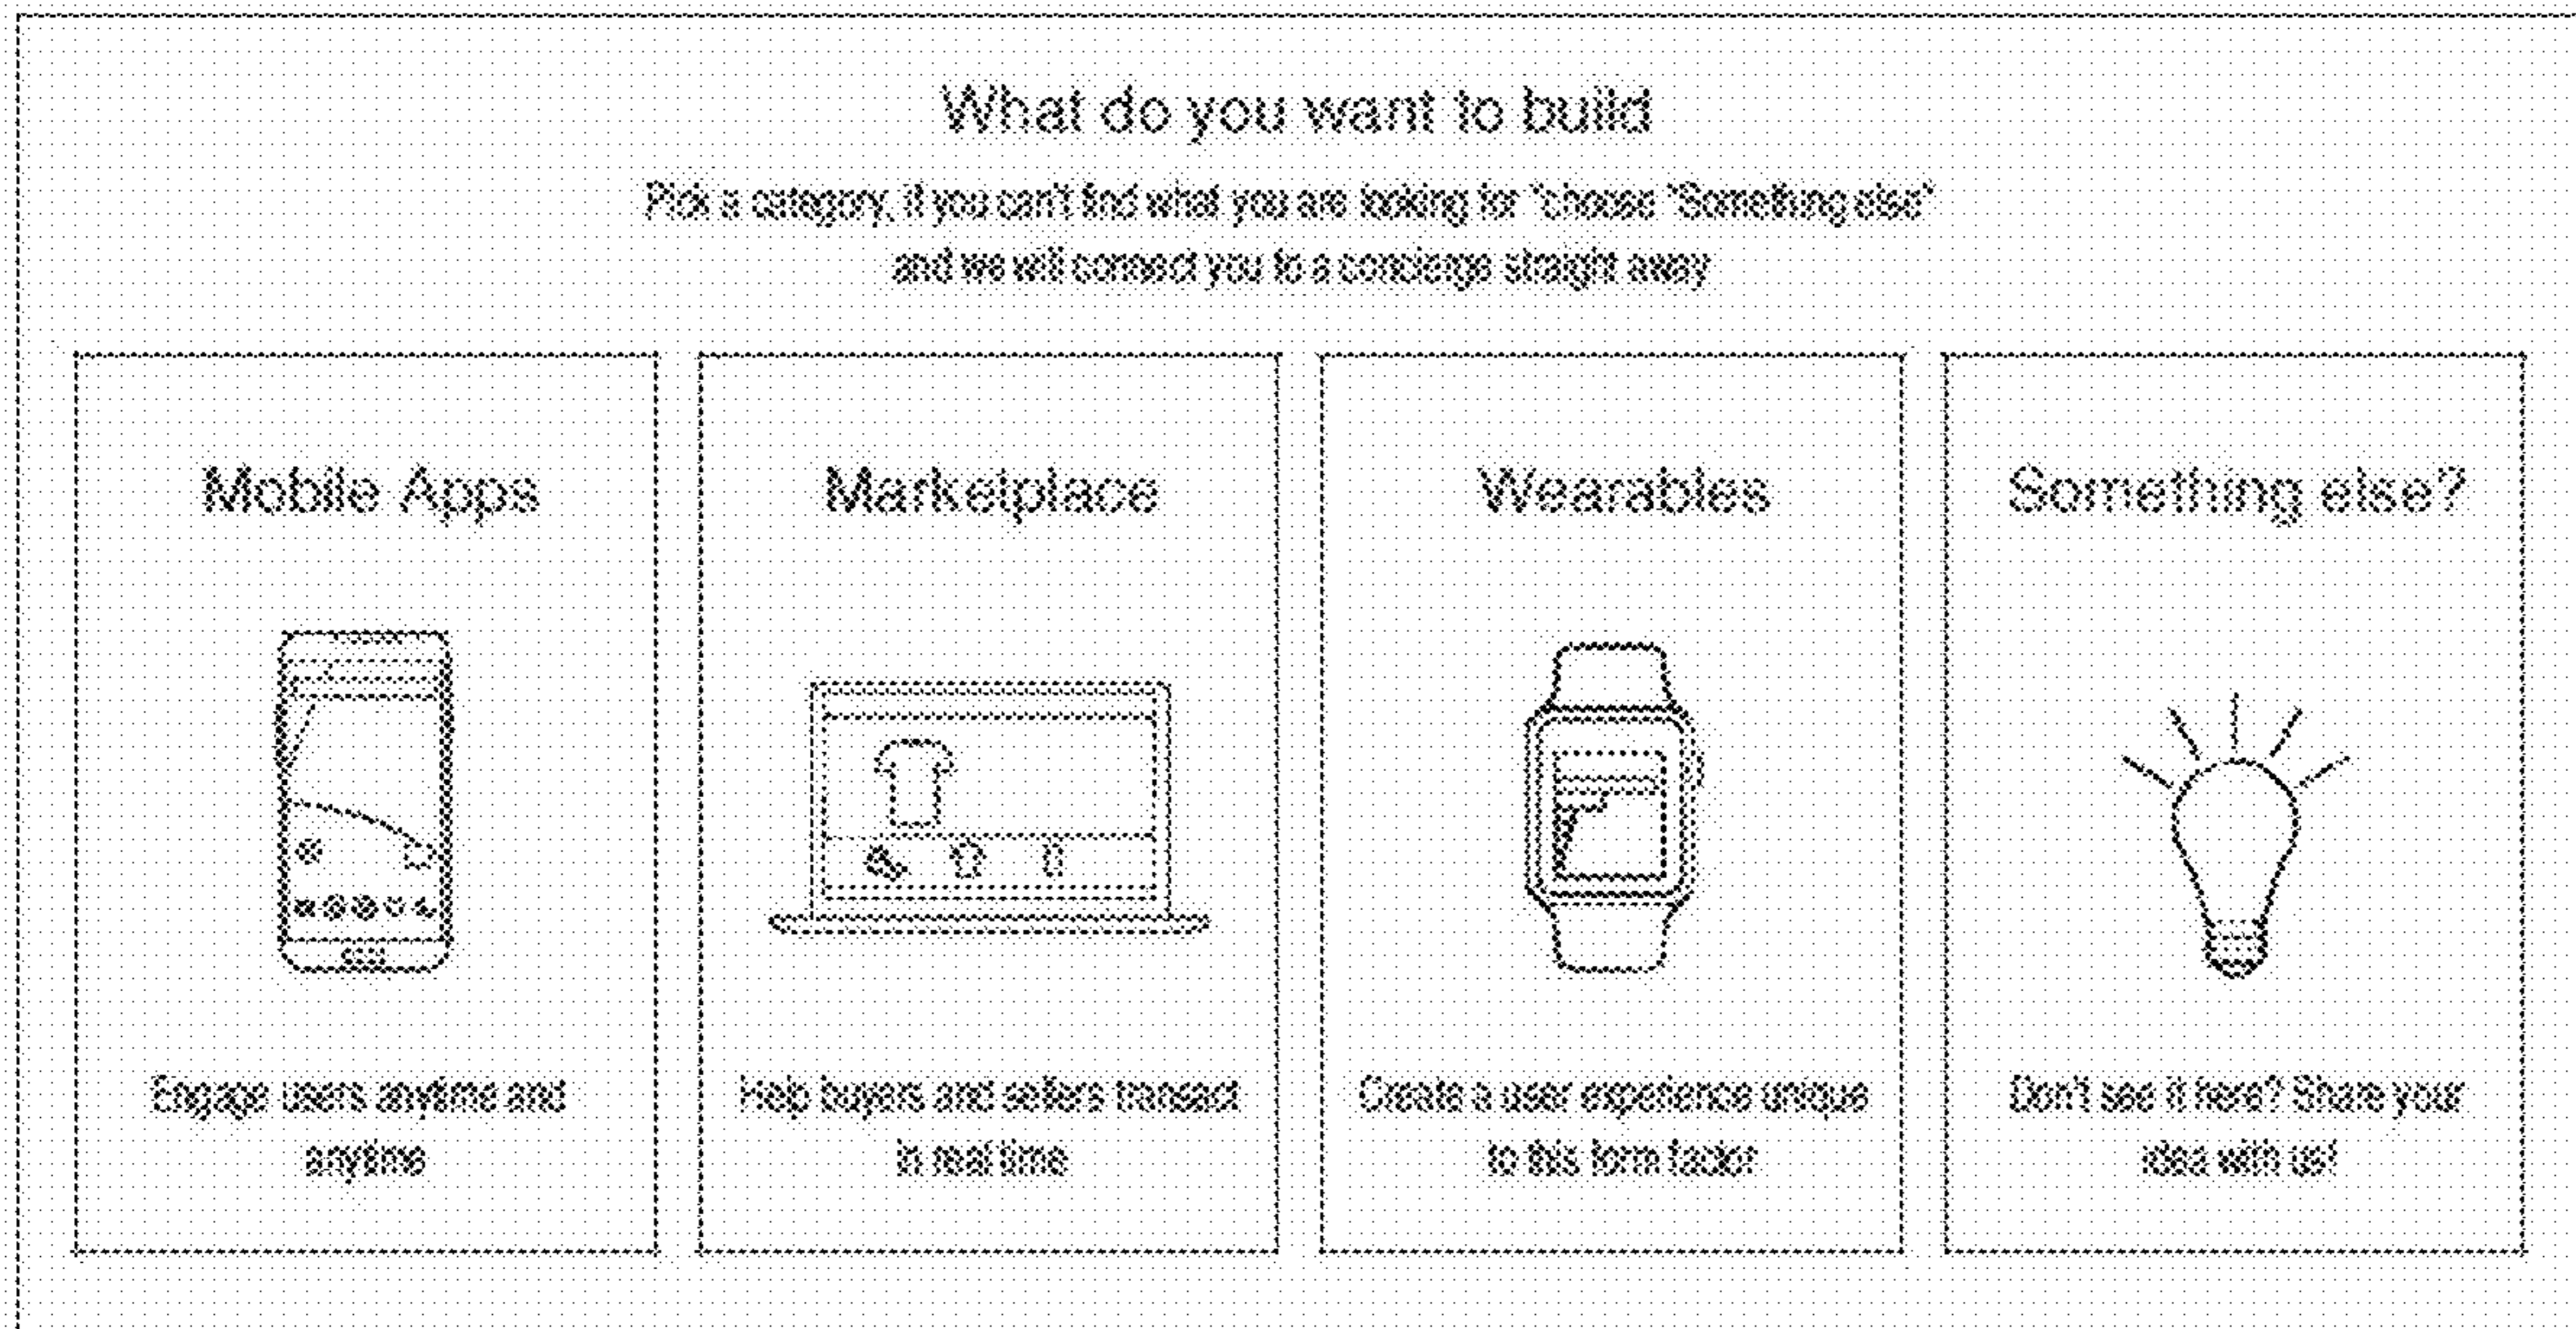 What do you want to build
Pick a category, if you can't find what you are looking for "choose "Something else"
and we will connect you to a concierge straight away
Mobile Apps
Marketplace
Wearables
Something else?
Engage users anytime and
anytime
Help buyers and sellers transact
in real time
Create a user experience unique
to this form factor
Don't see it here? Share your
idea with us!